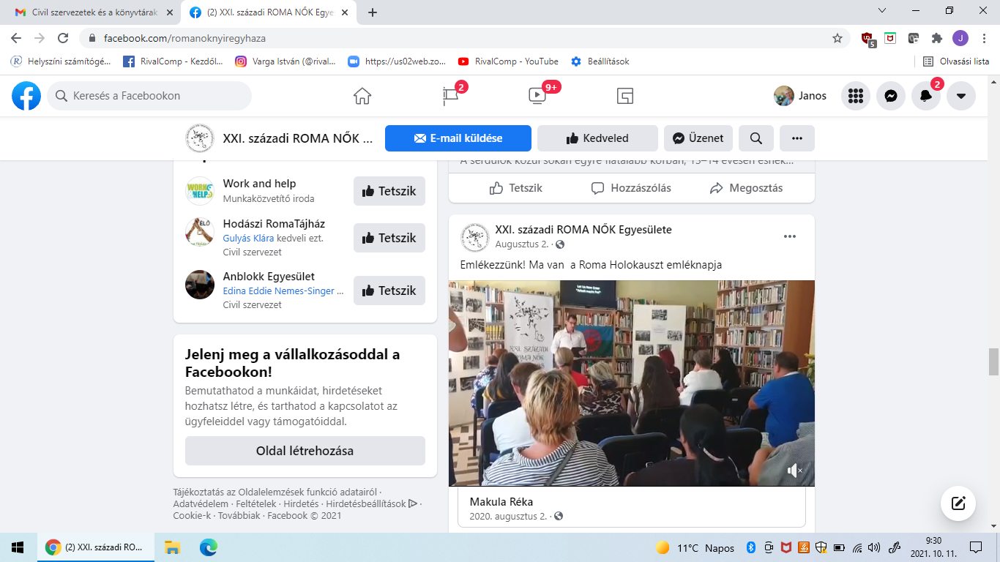 Civil szervezetek és a könyvtárak
(2) XXI. századi ROMA NŐK Egye
facebook.com/romanoknyiregyhaza
5
J
Helyszíni számítógé...
RivalComp - Kezdől...
Varga István (@rival...
https://us02web.zo...
RivalComp - YouTube
Beállítások
Olvasási lista
Keresés a Facebookon
2
9+
Janos
2
XXI. századi ROMA NŐK ...
E-mail küldése
Kedveled
Üzenet
Work and help
Munkaközvetítő iroda
Tetszik
Hodászi RomaTájház
Gulyás Klára kedveli ezt.
Civil szervezet
Tetszik
Anblokk Egyesület
Edina Eddie Nemes-Singer ...
Civil szervezet
Tetszik
Jelenj meg a vállalkozásoddal a
Facebookon!
Bemutathatod a munkáidat, hirdetéseket
hozhatsz létre, és tarthatod a kapcsolatot az
ügyfeleiddel vagy támogatóiddal.
Oldal létrehozása
Tájékoztatás az Oldalelemzések funkció adatairól ·
Adatvédelem · Feltételek · Hirdetés · Hirdetésbeállítások ·
Cookie-k · Továbbiak · Facebook © 2021
A serdülők közül sokan egyre fiatalabb korban, 13–14 évesen esnek...
Tetszik
Hozzászólás
Megosztás
XXI. századi ROMA NŐK Egyesülete
Augusztus 2. ·
Emlékezzünk! Ma van a Roma Holokauszt emléknapja
XXI. SZÁZADI
ROMA NŐK
Makula Réka
2020. augusztus 2. ·
(2) XXI. századi RO...
11°C Napos
9:30
2021. 10. 11.